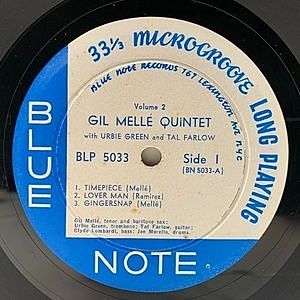 33⅓ MICROGROOVE LONG PLAYING
BLUE NOTE RECORDS 767 LEXINGTON AVE NYC
BLUE
Volume 2
GIL MELLÉ QUINTET
with URBIE GREEN and TAL FARLOW
BLP 5033 Side 1
(BN 5033-A)
1. TIMEPIECE (Mellé)
2. LOVER MAN (Ramirez)
3. GINGERSNAP (Mellé)
Gil Mellé, tenor and baritone sax;
Urbie Green, trombone; Tal Farlow, guitar;
Clyde Lombardi, bass; Joe Morello, drums.
NOTE